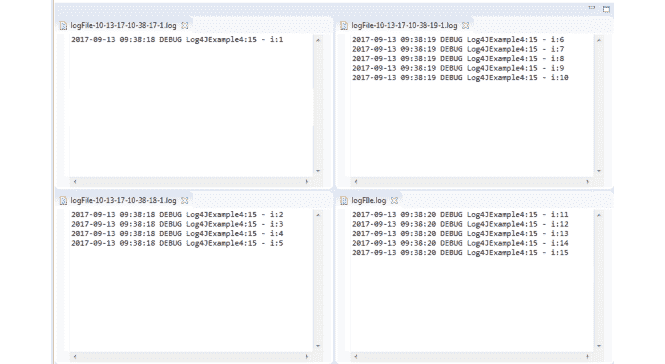 logFile-10-13-17-10-38-17-1.log
2017-09-13 09:38:18 DEBUG Log4JExample4:15 - i:1
logFile-10-13-17-10-38-19-1.log
2017-09-13 09:38:19 DEBUG Log4JExample4:15 - i:6
2017-09-13 09:38:19 DEBUG Log4JExample4:15 - i:7
2017-09-13 09:38:19 DEBUG Log4JExample4:15 - i:8
2017-09-13 09:38:19 DEBUG Log4JExample4:15 - i:9
2017-09-13 09:38:19 DEBUG Log4JExample4:15 - i:10
logFile-10-13-17-10-38-18-1.log
2017-09-13 09:38:18 DEBUG Log4JExample4:15 - i:2
2017-09-13 09:38:18 DEBUG Log4JExample4:15 - i:3
2017-09-13 09:38:18 DEBUG Log4JExample4:15 - i:4
2017-09-13 09:38:18 DEBUG Log4JExample4:15 - i:5
logFile.log
2017-09-13 09:38:20 DEBUG Log4JExample4:15 - i:11
2017-09-13 09:38:20 DEBUG Log4JExample4:15 - i:12
2017-09-13 09:38:20 DEBUG Log4JExample4:15 - i:13
2017-09-13 09:38:20 DEBUG Log4JExample4:15 - i:14
2017-09-13 09:38:20 DEBUG Log4JExample4:15 - i:15